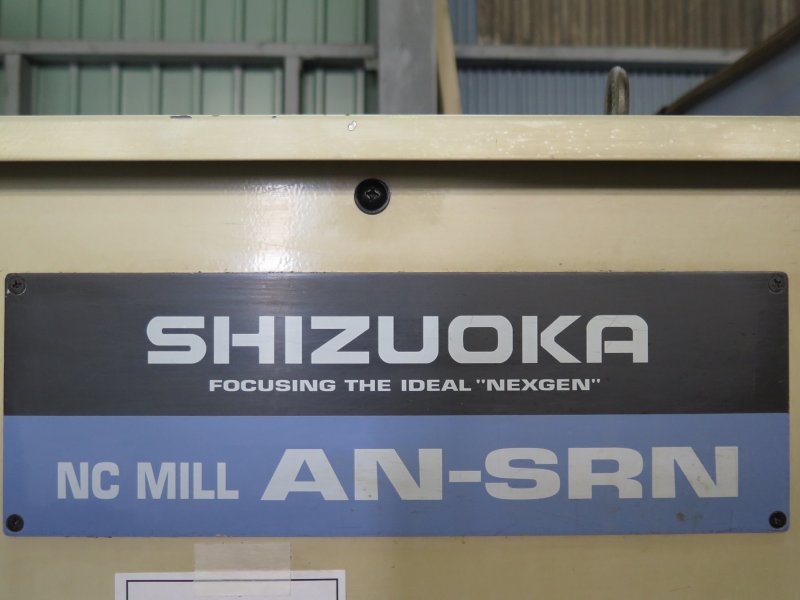 SHIZUOKA
FOCUSING THE IDEAL "NEXGEN"
NC MILL AN-SRN